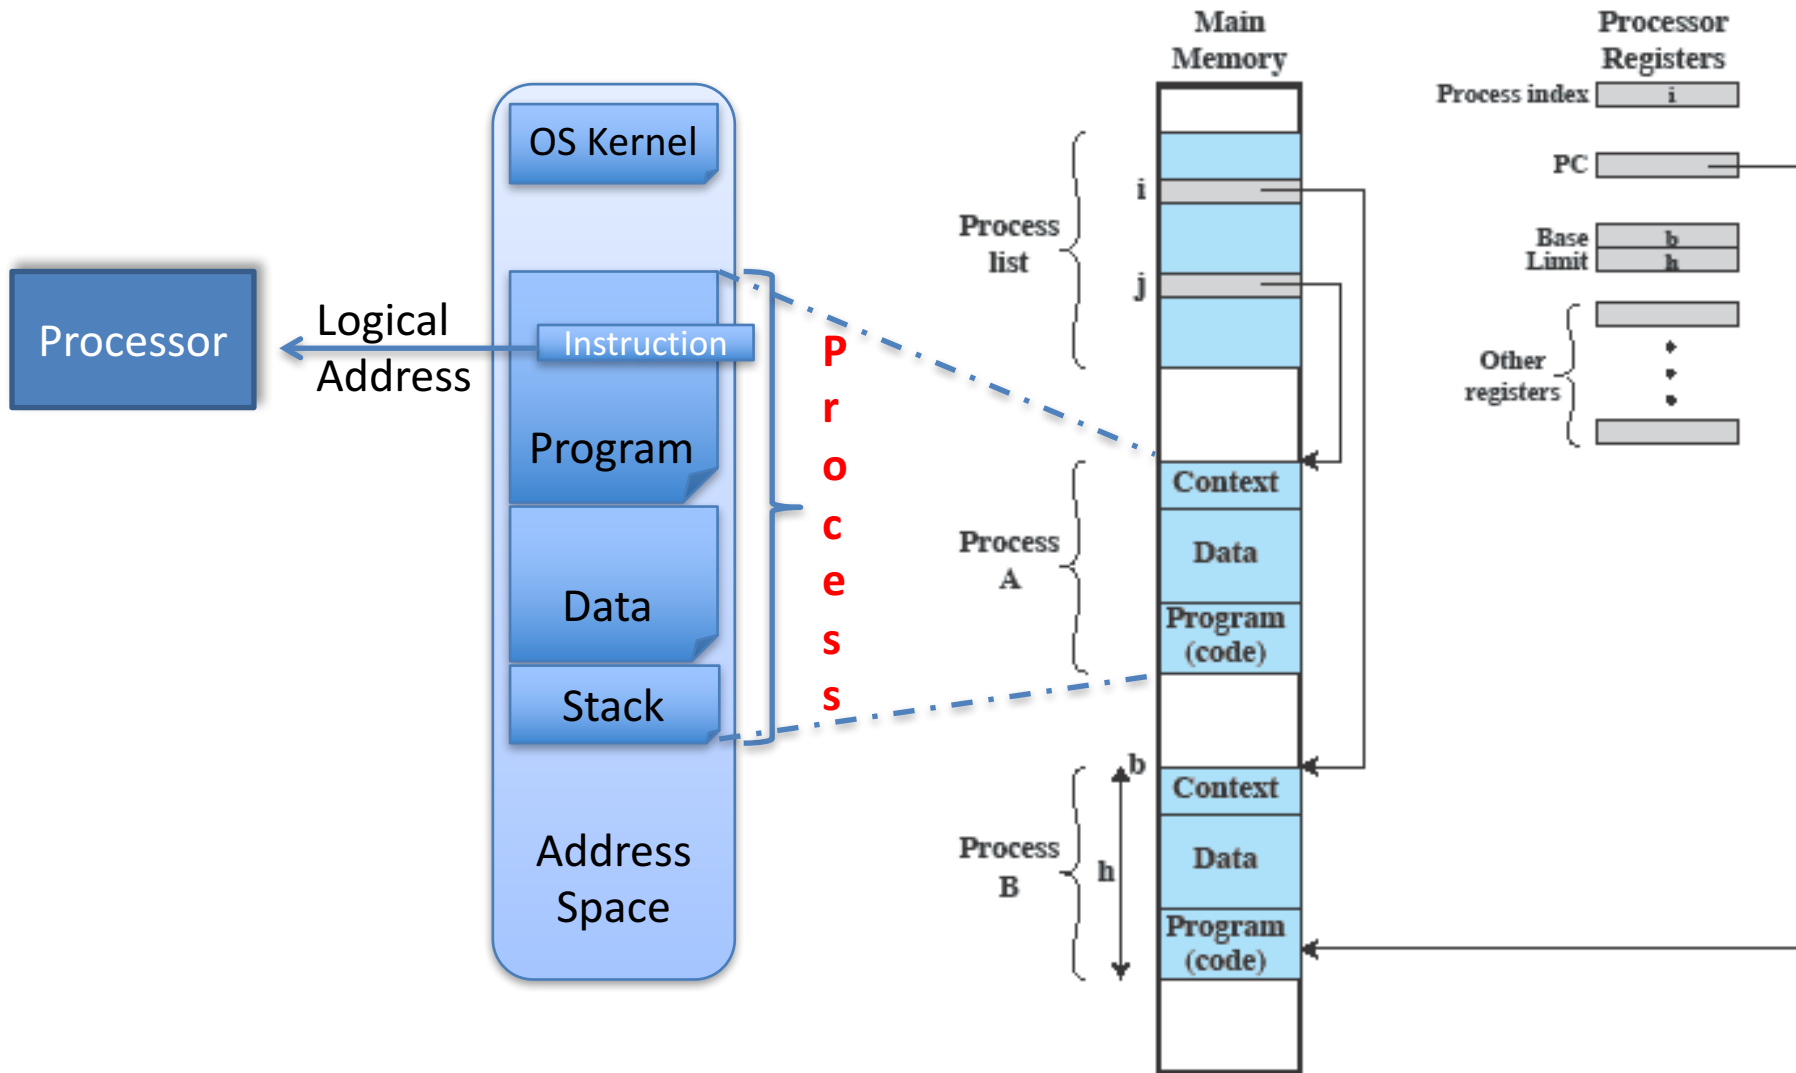 OS Kernel
Processor
Logical
Address
Instruction
Program
Data
Stack
Address
Space
P
r
o
c
e
s
s
Main
Memory
Process
list
i
j
Process
A
Context
Data
Program
(code)
b
Process
B
h
Context
Data
Program
(code)
Processor
Registers
Process index
i
PC
Base
b
Limit
h
Other
registers